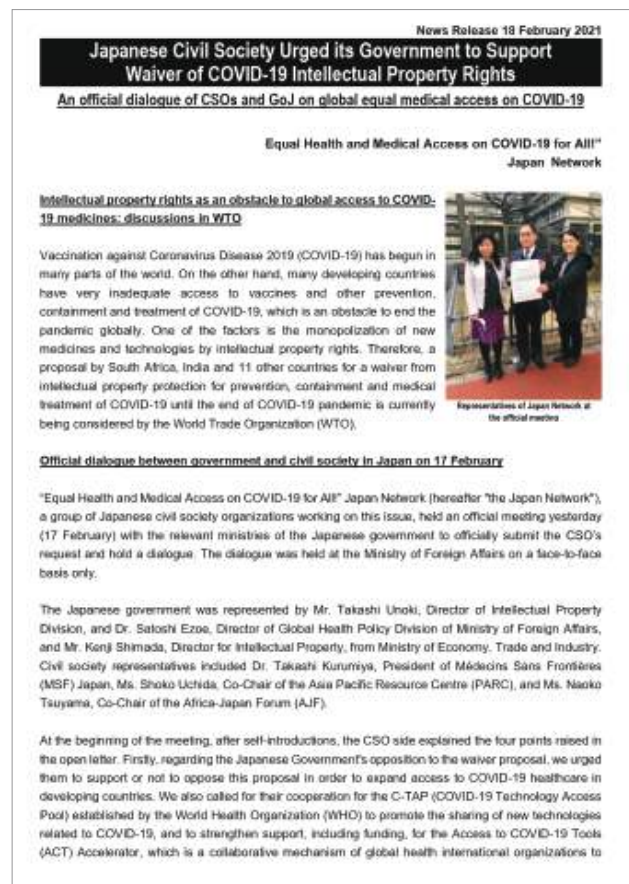 News Release 18 February 2021
Japanese Civil Society Urged its Government to Support
Waiver of COVID-19 Intellectual Property Rights
An official dialogue of CSOs and GoJ on global equal medical access on COVID-19
Equal Health and Medical Access on COVID-19 for All!"
Japan Network
Intellectual property rights as an obstacle to global access to COVID-
19 medicines: discussions in WTO
Vaccination against Coronavirus Disease 2019 (COVID-19) has begun in
many parts of the world. On the other hand, many developing countries
have very inadequate access to vaccines and other prevention,
containment and treatment of COVID-19, which is an obstacle to end the
pandemic globally. One of the factors is the monopolization of new
medicines and technologies by intellectual property rights. Therefore, a
proposal by South Africa, India and 11 other countries for a waiver from
intellectual property protection for prevention, containment and medical
treatment of COVID-19 until the end of COVID-19 pandemic is currently
being considered by the World Trade Organization (WTO).
Representatives of Japan Network at
the official meeting
Official dialogue between government and civil society in Japan on 17 February
"Equal Health and Medical Access on COVID-19 for All!" Japan Network (hereafter "the Japan Network"),
a group of Japanese civil society organizations working on this issue, held an official meeting yesterday
(17 February) with the relevant ministries of the Japanese government to officially submit the CSO's
request and hold a dialogue. The dialogue was held at the Ministry of Foreign Affairs on a face-to-face
basis only.
The Japanese government was represented by Mr. Takashi Unoki, Director of Intellectual Property
Division, and Dr. Satoshi Ezoe, Director of Global Health Policy Division of Ministry of Foreign Affairs,
and Mr. Kenji Shimada, Director for Intellectual Property, from Ministry of Economy. Trade and Industry.
Civil society representatives included Dr. Takashi Kurumiya, President of Médecins Sans Frontières
(MSF) Japan, Ms. Shoko Uchida, Co-Chair of the Asia Pacific Resource Centre (PARC), and Ms. Naoko
Tsuyama, Co-Chair of the Africa-Japan Forum (AJF).
At the beginning of the meeting, after self-introductions, the CSO side explained the four points raised in
the open letter. Firstly, regarding the Japanese Government's opposition to the waiver proposal, we urged
them to support or not to oppose this proposal in order to expand access to COVID-19 healthcare in
developing countries. We also called for their cooperation for the C-TAP (COVID-19 Technology Access
Pool) established by the World Health Organization (WHO) to promote the sharing of new technologies
related to COVID-19, and to strengthen support, including funding, for the Access to COVID-19 Tools
(ACT) Accelerator, which is a collaborative mechanism of global health international organizations to